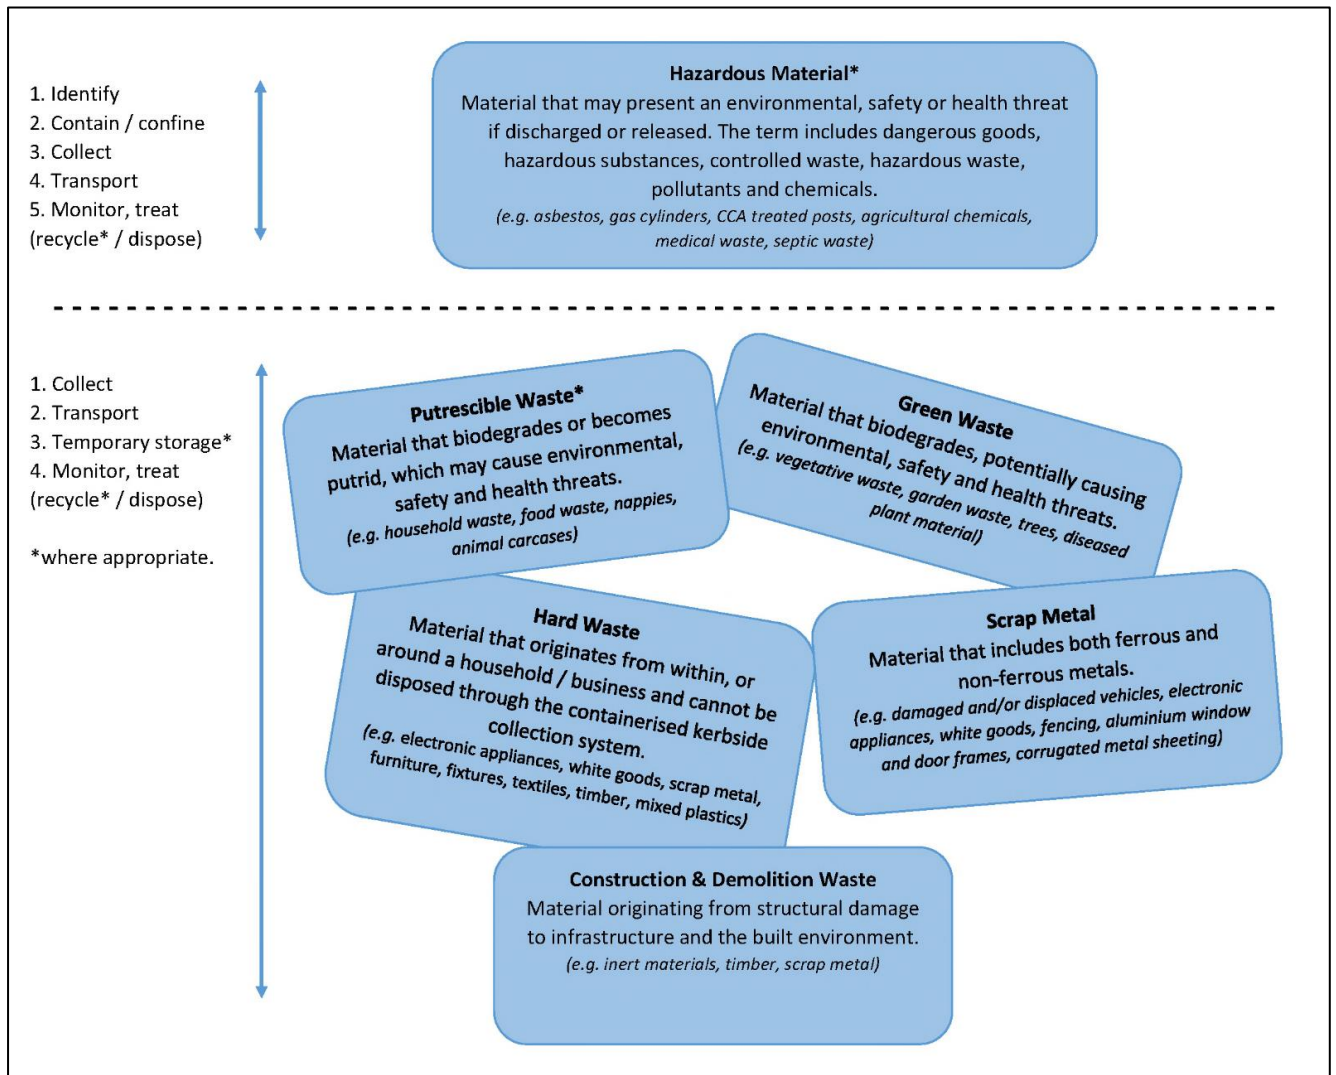 1. Identify
2. Contain / confine
3. Collect
4. Transport
5. Monitor, treat
(recycle* / dispose)
Hazardous Material*
Material that may present an environmental, safety or health threat
if discharged or released. The term includes dangerous goods,
hazardous substances, controlled waste, hazardous waste,
pollutants and chemicals.
(e.g. asbestos, gas cylinders, CCA treated posts, agricultural chemicals,
medical waste, septic waste)
1. Collect
2. Transport
3. Temporary storage*
4. Monitor, treat
(recycle* / dispose)
*where appropriate.
Putrescible Waste*
Material that biodegrades or becomes
putrid, which may cause environmental,
safety and health threats.
(e.g. household waste, food waste, nappies,
animal carcases)
Green Waste
Material that biodegrades, potentially causing
environmental, safety and health threats.
(e.g. vegetative waste, garden waste, trees, diseased
plant material)
Hard Waste
Material that originates from within, or
around a household / business and cannot be
disposed through the containerised kerbside
collection system.
(e.g. electronic appliances, white goods, scrap metal,
furniture, fixtures, textiles, timber, mixed plastics)
Scrap Metal
Material that includes both ferrous and
non-ferrous metals.
(e.g. damaged and/or displaced vehicles, electronic
appliances, white goods, fencing, aluminium window
and door frames, corrugated metal sheeting)
Construction & Demolition Waste
Material originating from structural damage
to infrastructure and the built environment.
(e.g. inert materials, timber, scrap metal)